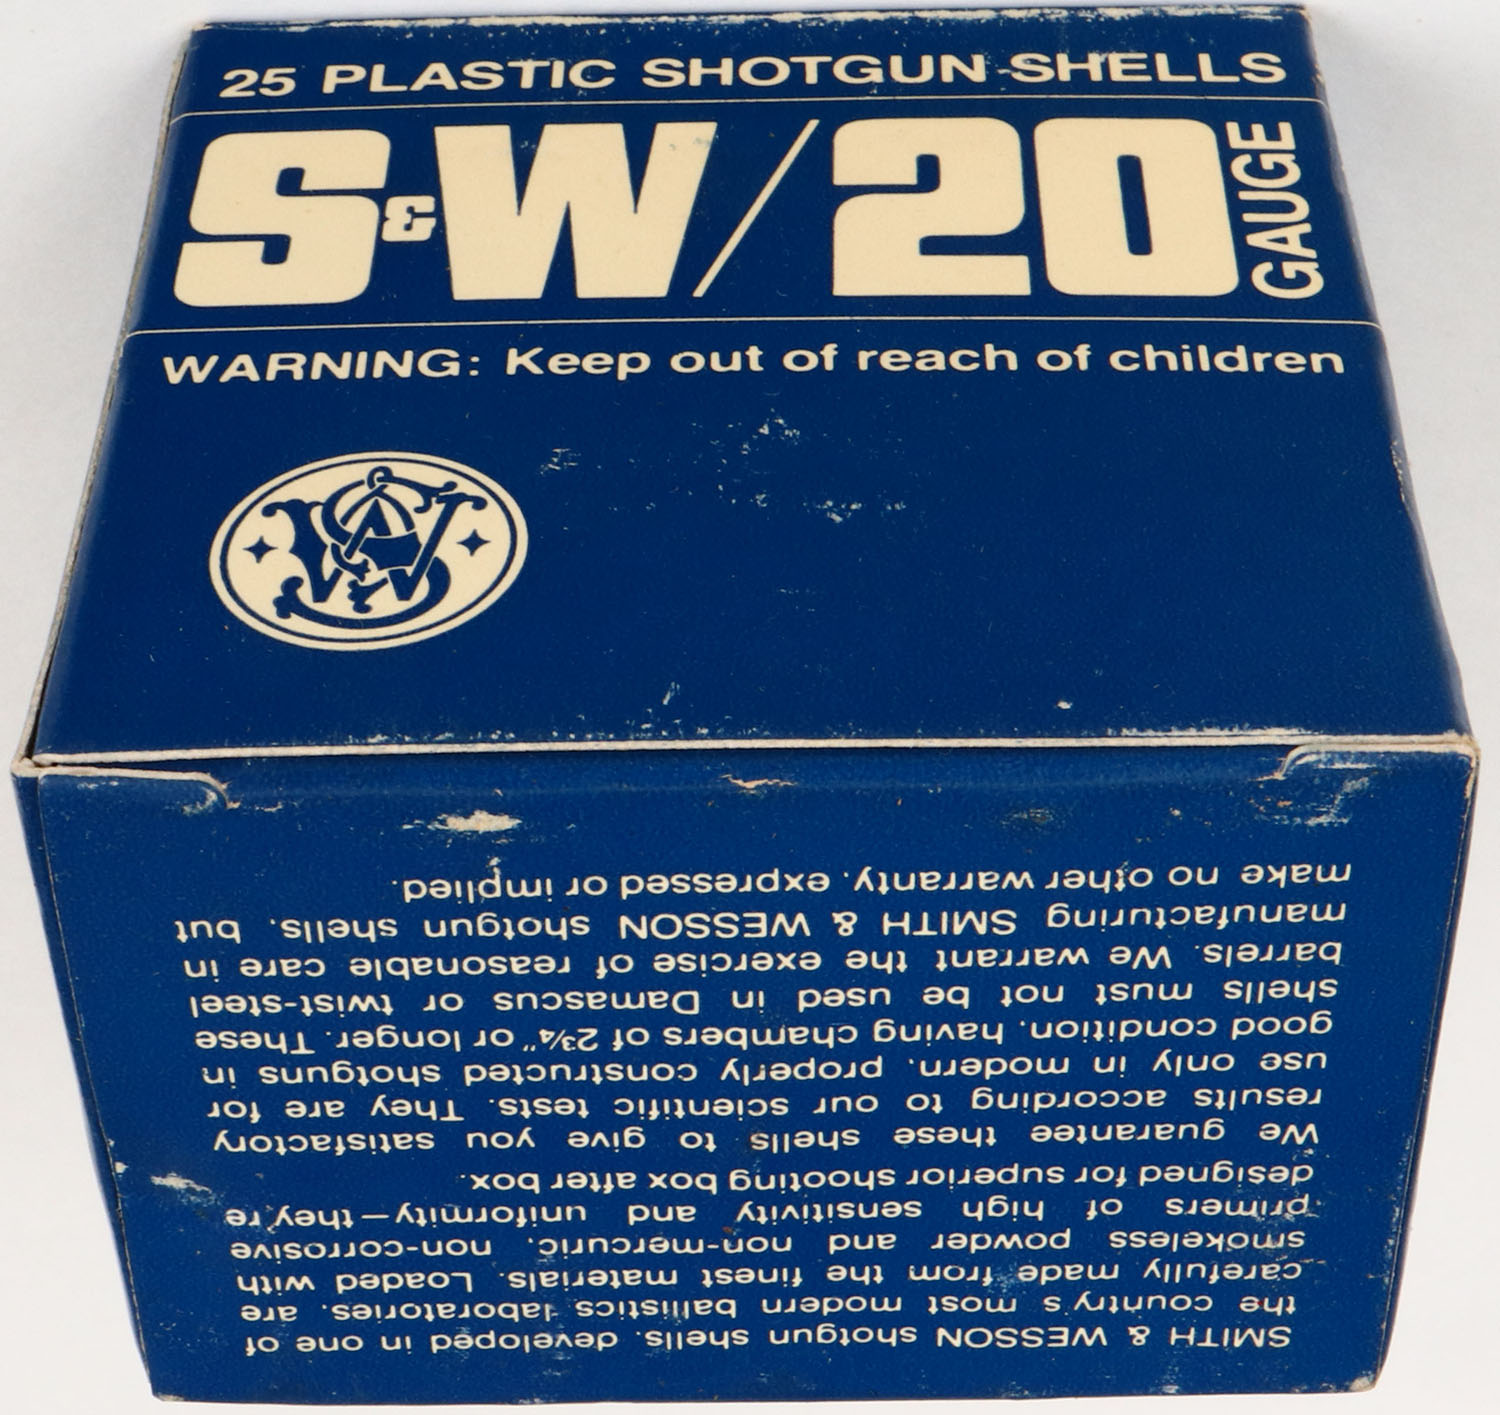 25 PLASTIC SHOTGUN SHELLS
S&W/20 GAUGE
WARNING: Keep out of reach of children
SMITH & WESSON shotgun shells, developed in one of
the country's most modern ballistics laboratories, are
carefully made from the finest materials. Loaded with
smokeless powder and non-mercuric, non-corrosive
primers of high sensitivity and uniformity—they're
designed for superior shooting box after box.
We guarantee these shells to give you satisfactory
results according to our scientific tests. They are for
use only in modern, properly constructed shotguns in
good condition, having chambers of 2¾" or longer. These
shells must not be used in Damascus or twist-steel
barrels. We warrant the exercise of reasonable care in
manufacturing SMITH & WESSON shotgun shells, but
make no other warranty, expressed or implied.